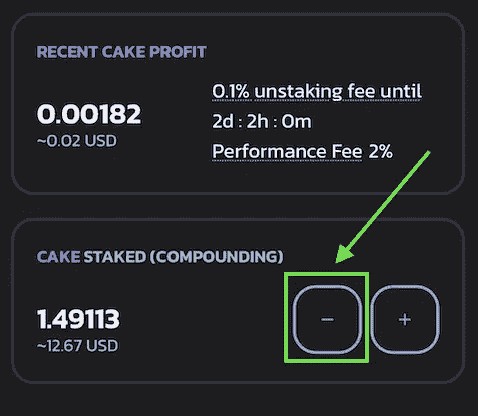 RECENT CAKE PROFIT
0.00182
~0.02 USD
0.1% unstaking fee until
2d : 2h : 0m
Performance Fee 2%
CAKE STAKED (COMPOUNDING)
1.49113
~12.67 USD
− +